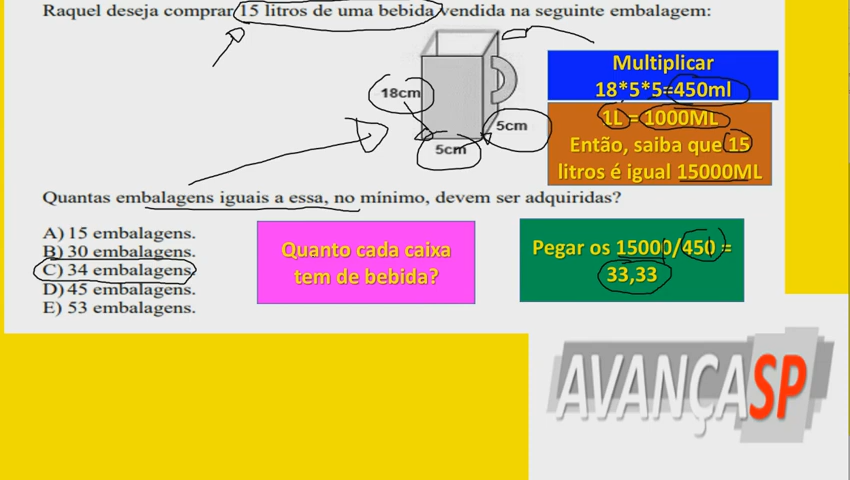 Raquel deseja comprar 15 litros de uma bebida vendida na seguinte embalagem:
18cm
5cm
5cm
Multiplicar
18*5*5=450ml
1L = 1000ML
Então, saiba que 15
litros é igual 15000ML
Quantas embalagens iguais a essa, no mínimo, devem ser adquiridas?
A) 15 embalagens.
B) 30 embalagens.
C) 34 embalagens.
D) 45 embalagens.
E) 53 embalagens.
Quanto cada caixa
tem de bebida?
Pegar os 15000/450 =
33,33
AVANÇASP